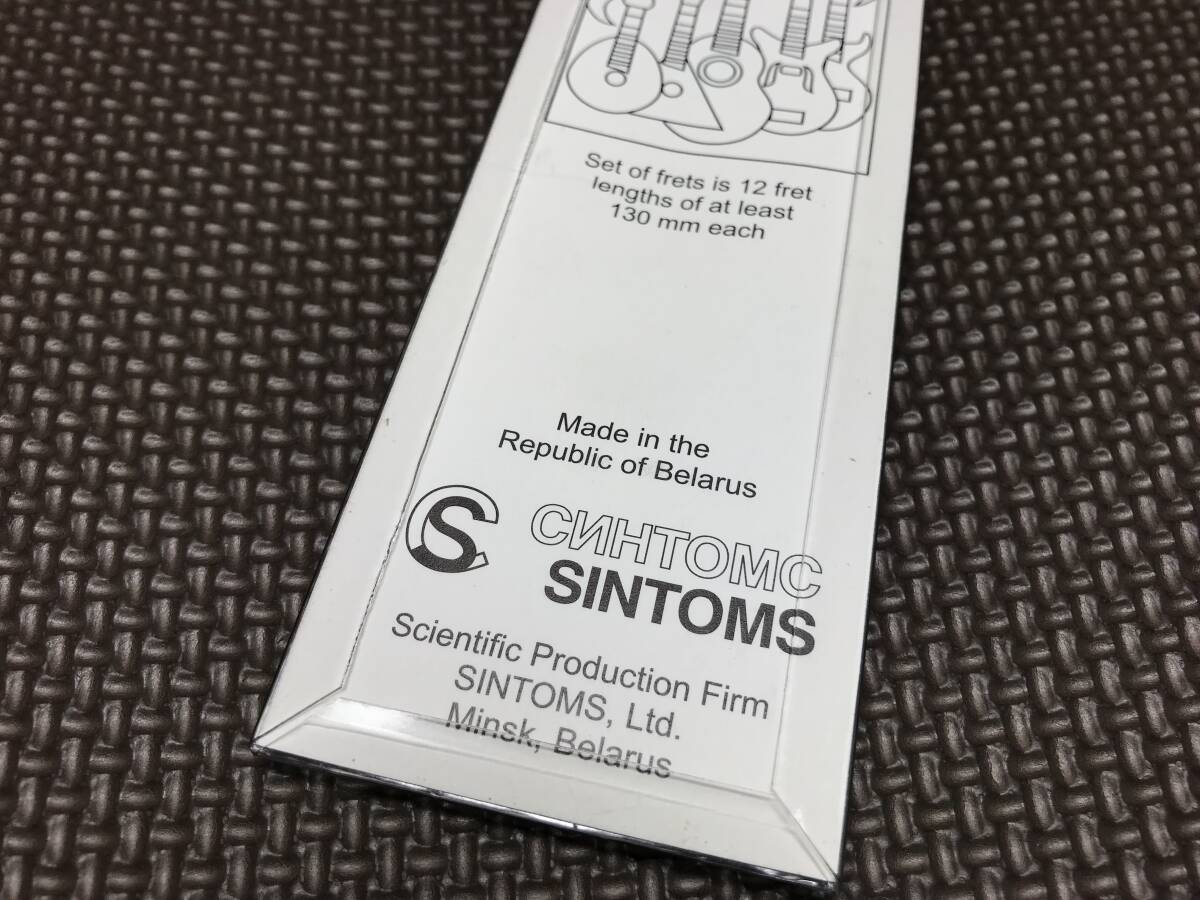 Set of frets is 12 fret
lengths of at least
130 mm each
Made in the
Republic of Belarus
S
СИНТОМС
SINTOMS
Scientific Production Firm
SINTOMS, Ltd.
Minsk, Belarus